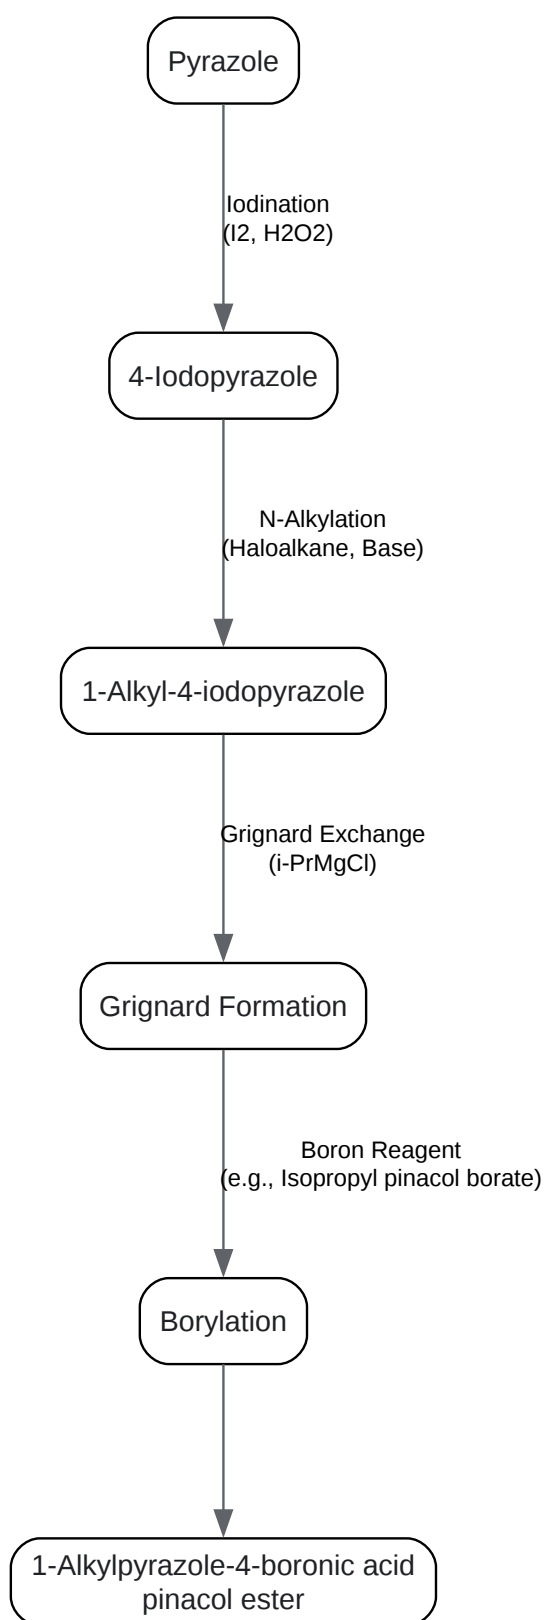 Pyrazole
Iodination
(I2, H2O2)
4-Iodopyrazole
N-Alkylation
(Haloalkane, Base)
1-Alkyl-4-iodopyrazole
Grignard Exchange
(i-PrMgCl)
Grignard Formation
Boron Reagent
(e.g., Isopropyl pinacol borate)
Borylation
1-Alkylpyrazole-4-boronic acid
pinacol ester